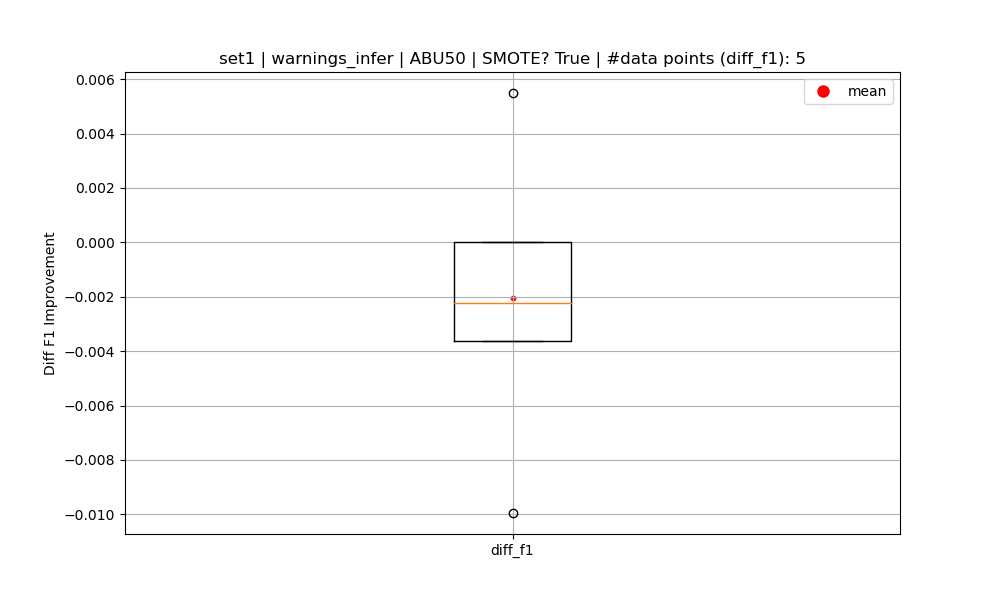 set1 | warnings_infer | ABU50 | SMOTE? True | #data points (diff_f1): 5
mean
Diff F1 Improvement
0.006
0.004
0.002
0.000
−0.002
−0.004
−0.006
−0.008
−0.010
diff_f1